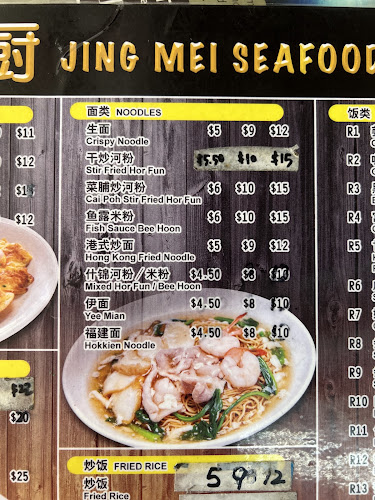 厨 JING MEI SEAFOOD
面类 NOODLES
生面 $5 $9 $12
Crispy Noodle
干炒河粉 $5.50 $10 $15
Stir Fried Hor Fun
菜脯炒河粉 $6 $10 $15
Cai Poh Stir Fried Hor Fun
鱼露米粉 $6 $10 $15
Fish Sauce Bee Hoon
港式炒面 $5 $9 $12
Hong Kong Fried Noodle
什锦河粉／米粉 $4.50 $8 $10
Mixed Hor Fun / Bee Hoon
伊面 $4.50 $8 $10
Yee Mian
福建面 $4.50 $8 $10
Hokkien Noodle
炒饭 FRIED RICE
炒饭 5 9 12
Fried Rice
$11
$12
$15
$12
$22
$20
$25
饭类
R1
R2
R3
R4
R5
R6
R7
R8
R9
R10
R11
R12
R13